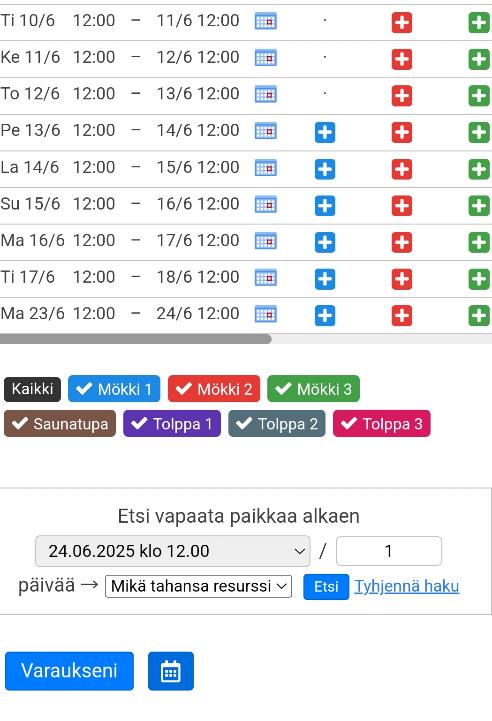 Ti 10/6 12:00 – 11/6 12:00 ·
Ke 11/6 12:00 – 12/6 12:00 ·
To 12/6 12:00 – 13/6 12:00 ·
Pe 13/6 12:00 – 14/6 12:00
La 14/6 12:00 – 15/6 12:00
Su 15/6 12:00 – 16/6 12:00
Ma 16/6 12:00 – 17/6 12:00
Ti 17/6 12:00 – 18/6 12:00
Ma 23/6 12:00 – 24/6 12:00
Kaikki Mökki 1 Mökki 2 Mökki 3
Saunatupa Tolppa 1 Tolppa 2 Tolppa 3
Etsi vapaata paikkaa alkaen
24.06.2025 klo 12.00 / 1
päivää → Mikä tahansa resurssi Etsi Tyhjennä haku
Varaukseni